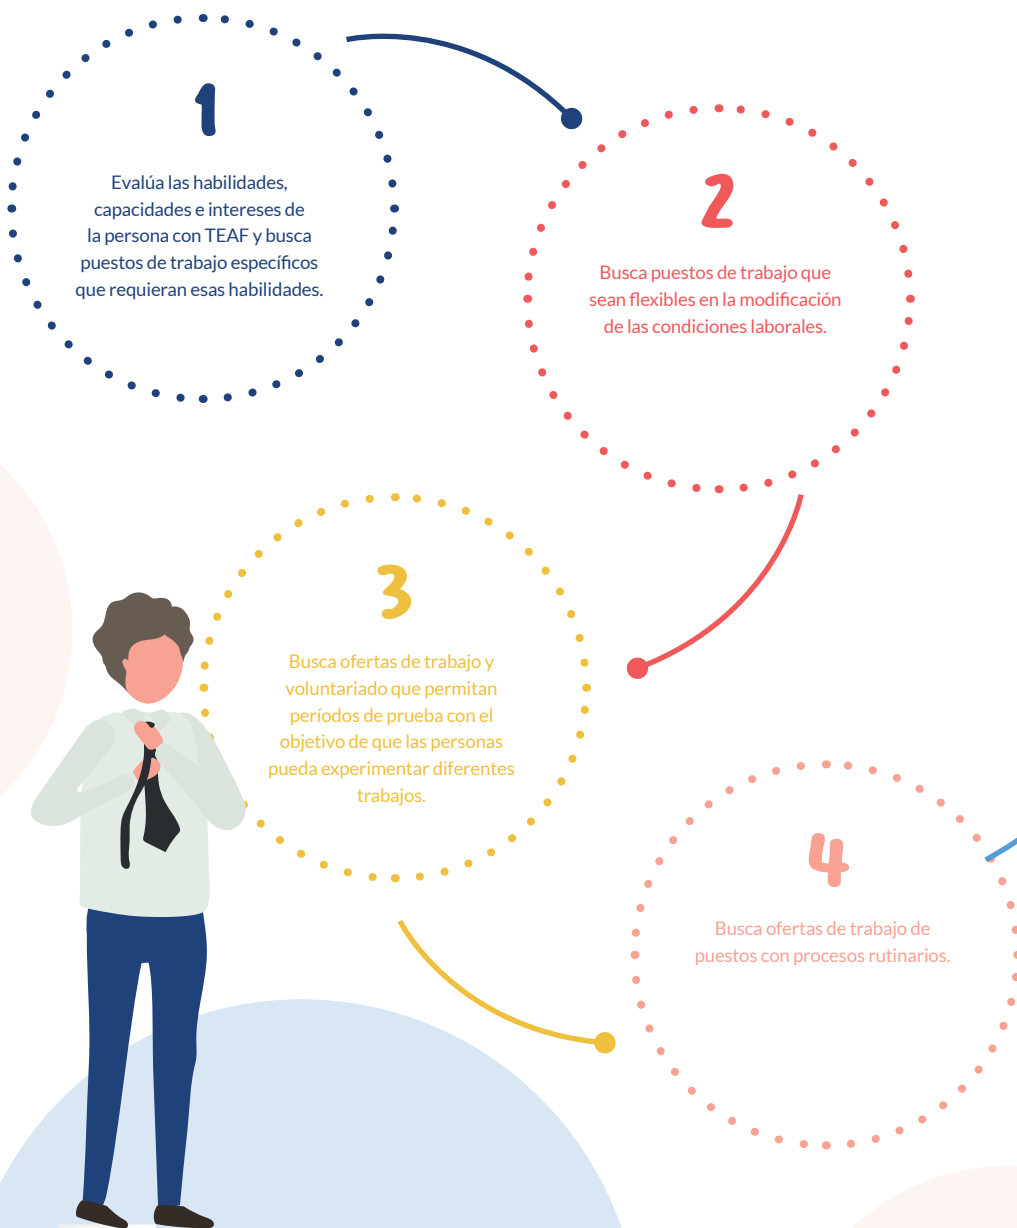 1
Evalúa las habilidades,
capacidades e intereses de
la persona con TEAF y busca
puestos de trabajo específicos
que requieran esas habilidades.
2
Busca puestos de trabajo que
sean flexibles en la modificación
de las condiciones laborales.
3
Busca ofertas de trabajo y
voluntariado que permitan
períodos de prueba con el
objetivo de que las personas
pueda experimentar diferentes
trabajos.
4
Busca ofertas de trabajo de
puestos con procesos rutinarios.